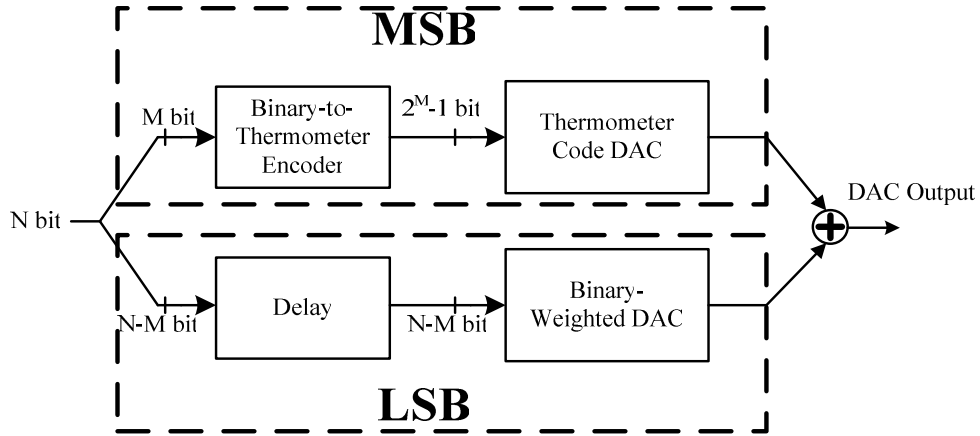 MSB
M bit
Binary-to-
Thermometer
Encoder
2^M-1 bit
Thermometer
Code DAC
N bit
DAC Output
N-M bit
Delay
N-M bit
Binary-
Weighted DAC
LSB